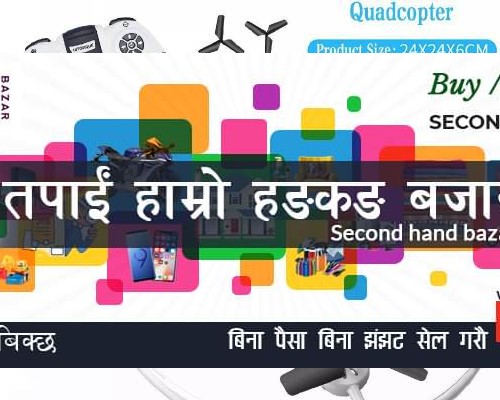 Quadcopter
Product Size: 24X24X6CM
BAZAR
Buy /
SECON
तपाईं हाम्रो हङकङ बजा
Second hand baza
बिक्छ
बिना पैसा बिना झंझट सेल गरौ